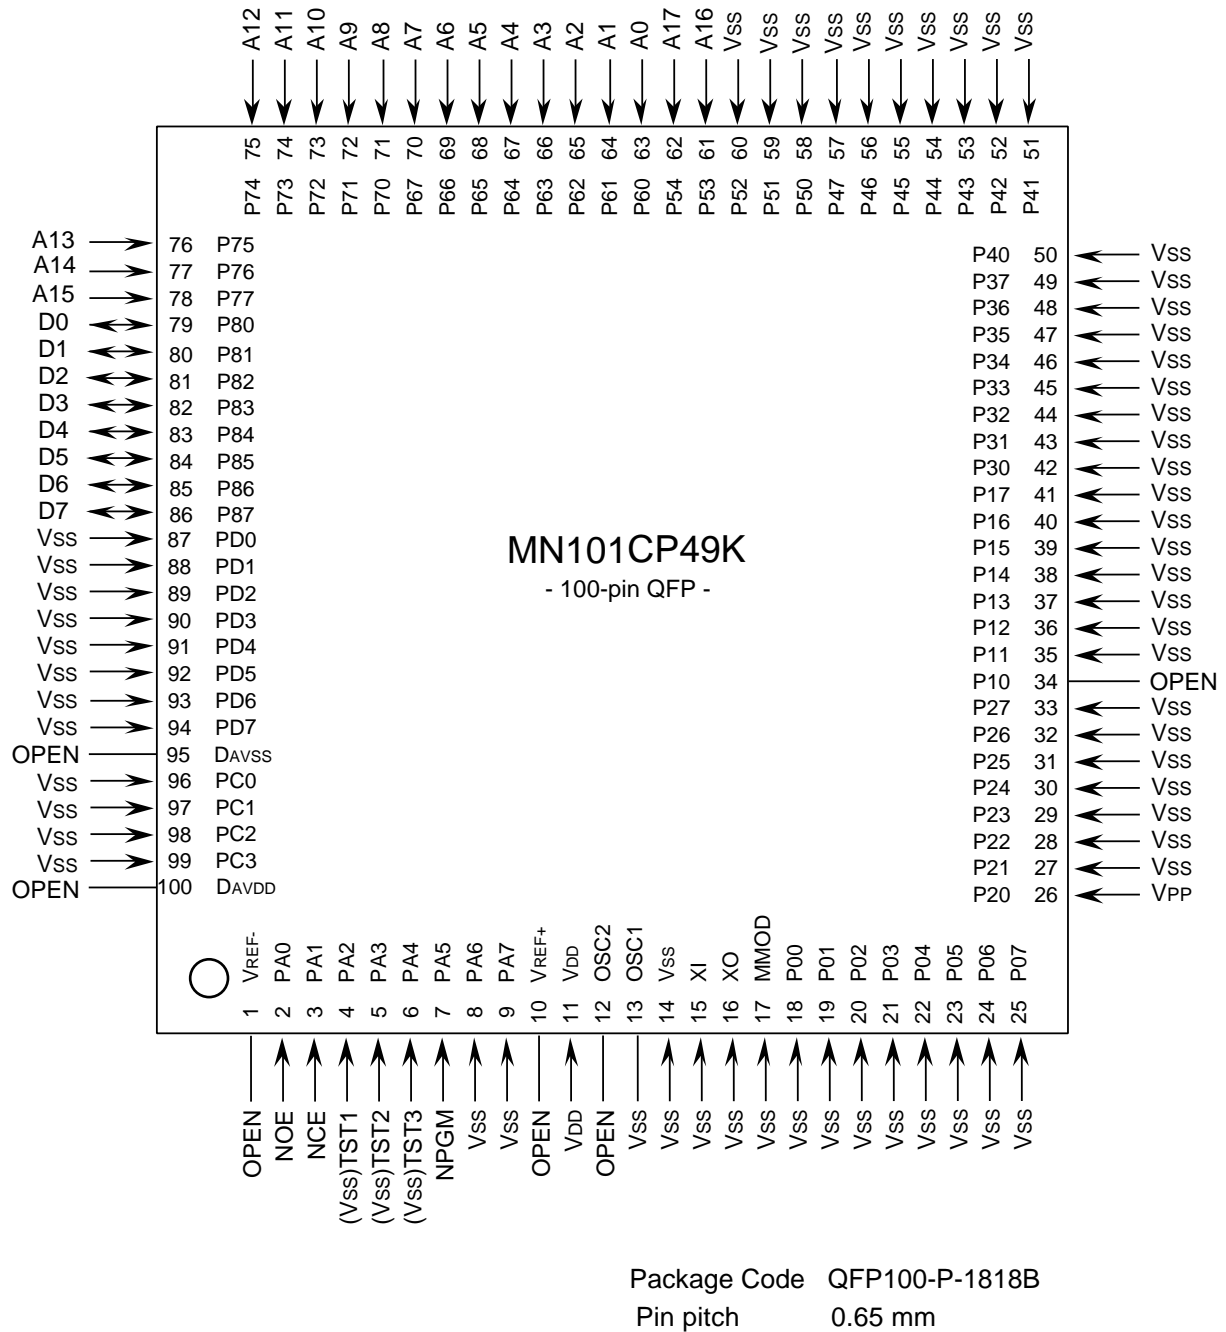 A12 A11 A10 A9 A8 A7 A6 A5 A4 A3 A2 A1 A0 A17 A16 VSS VSS VSS VSS VSS VSS VSS VSS VSS VSS
75 74 73 72 71 70 69 68 67 66 65 64 63 62 61 60 59 58 57 56 55 54 53 52 51
P74 P73 P72 P71 P70 P67 P66 P65 P64 P63 P62 P61 P60 P54 P53 P52 P51 P50 P47 P46 P45 P44 P43 P42 P41
A13 76 P75
A14 77 P76
A15 78 P77
D0 79 P80
D1 80 P81
D2 81 P82
D3 82 P83
D4 83 P84
D5 84 P85
D6 85 P86
D7 86 P87
VSS 87 PD0
VSS 88 PD1
VSS 89 PD2
VSS 90 PD3
VSS 91 PD4
VSS 92 PD5
VSS 93 PD6
VSS 94 PD7
OPEN 95 DAVSS
VSS 96 PC0
VSS 97 PC1
VSS 98 PC2
VSS 99 PC3
OPEN 100 DAVDD
MN101CP49K
- 100-pin QFP -
P40 50 VSS
P37 49 VSS
P36 48 VSS
P35 47 VSS
P34 46 VSS
P33 45 VSS
P32 44 VSS
P31 43 VSS
P30 42 VSS
P17 41 VSS
P16 40 VSS
P15 39 VSS
P14 38 VSS
P13 37 VSS
P12 36 VSS
P11 35 VSS
P10 34 OPEN
P27 33 VSS
P26 32 VSS
P25 31 VSS
P24 30 VSS
P23 29 VSS
P22 28 VSS
P21 27 VSS
P20 26 VPP
VREF- PA0 PA1 PA2 PA3 PA4 PA5 PA6 PA7 VREF+ VDD OSC2 OSC1 VSS XI XO MMOD P00 P01 P02 P03 P04 P05 P06 P07
1 2 3 4 5 6 7 8 9 10 11 12 13 14 15 16 17 18 19 20 21 22 23 24 25
OPEN NOE NCE (VSS)TST1 (VSS)TST2 (VSS)TST3 NPGM VSS VSS OPEN VDD OPEN VSS VSS VSS VSS VSS VSS VSS VSS VSS VSS VSS VSS VSS
Package Code QFP100-P-1818B
Pin pitch 0.65 mm